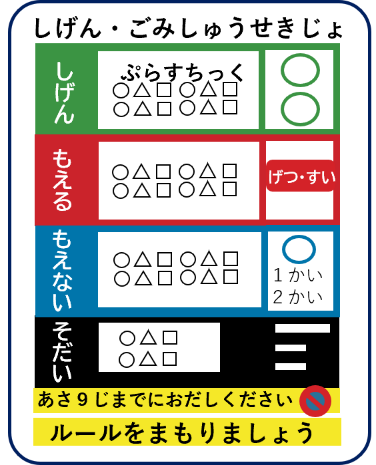 しげん・ごみしゅうせきじょ
しげん
ぷらすちっく
○△□○△□
○△□○△□
○
○
もえる
○△□○△□
○△□○△□
げつ・すい
もえない
○△□○△□
○△□○△□
○
1かい
2かい
そだい
○△□
○△□
あさ９じまでにおだしください
ルールをまもりましょう